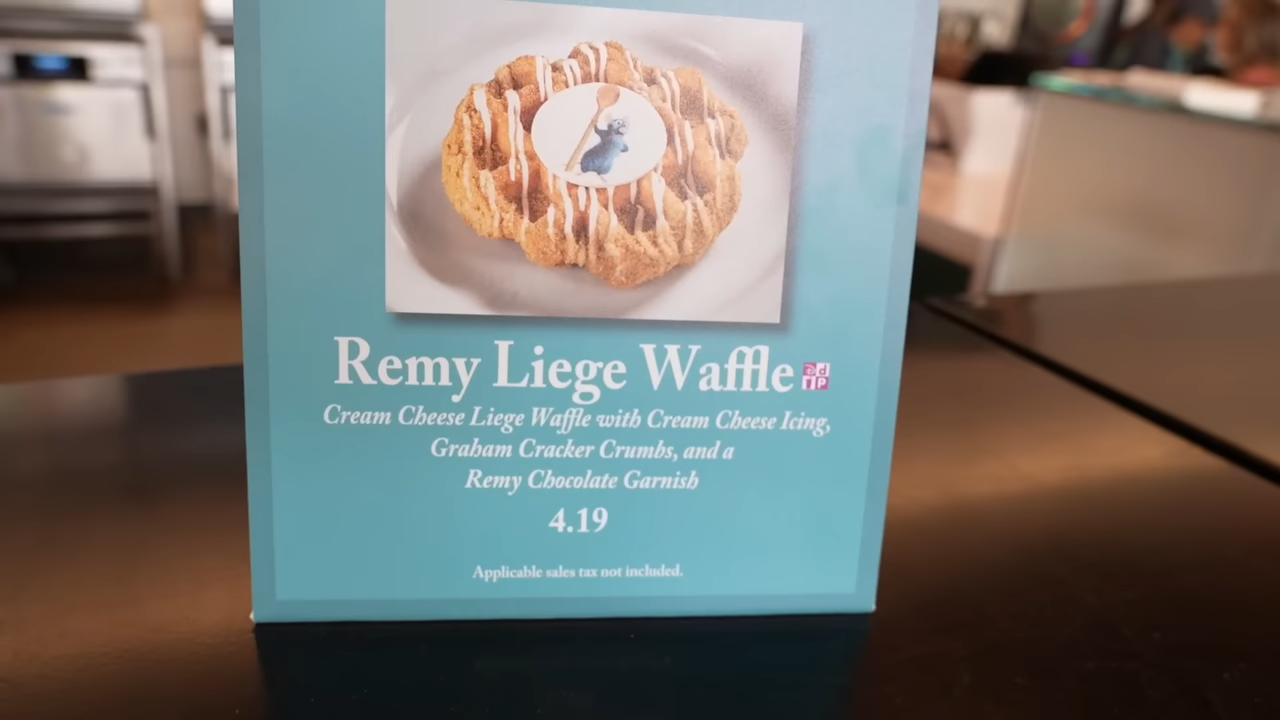 Remy Liege Waffle
Cream Cheese Liege Waffle with Cream Cheese Icing,
Graham Cracker Crumbs, and a
Remy Chocolate Garnish
4.19
Applicable sales tax not included.